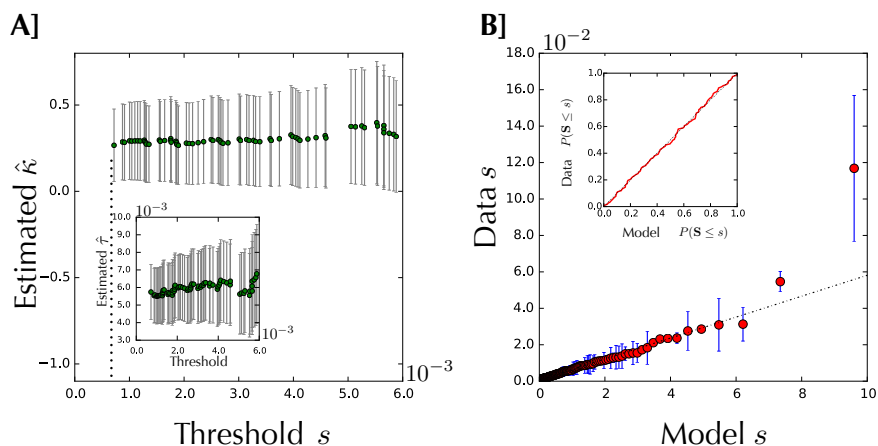 A]
10⁻³
Estimated κ̂
0.5
0.0
−0.5
−1.0
0.0 1.0 2.0 3.0 4.0 5.0 6.0
Threshold s
10⁻³
Estimated τ̂
10.0
9.0
8.0
7.0
6.0
5.0
4.0
3.0
0.0 2.0 4.0 6.0
Threshold
10⁻³
B]
10⁻²
Data s
18.0
16.0
14.0
12.0
10.0
8.0
6.0
4.0
2.0
0.0
0.0 2 4 6 8 10
Model s
Data P(S ≤ s)
1.0
0.8
0.6
0.4
0.2
0.0
0.0 0.2 0.4 0.6 0.8 1.0
Model P(S ≤ s)